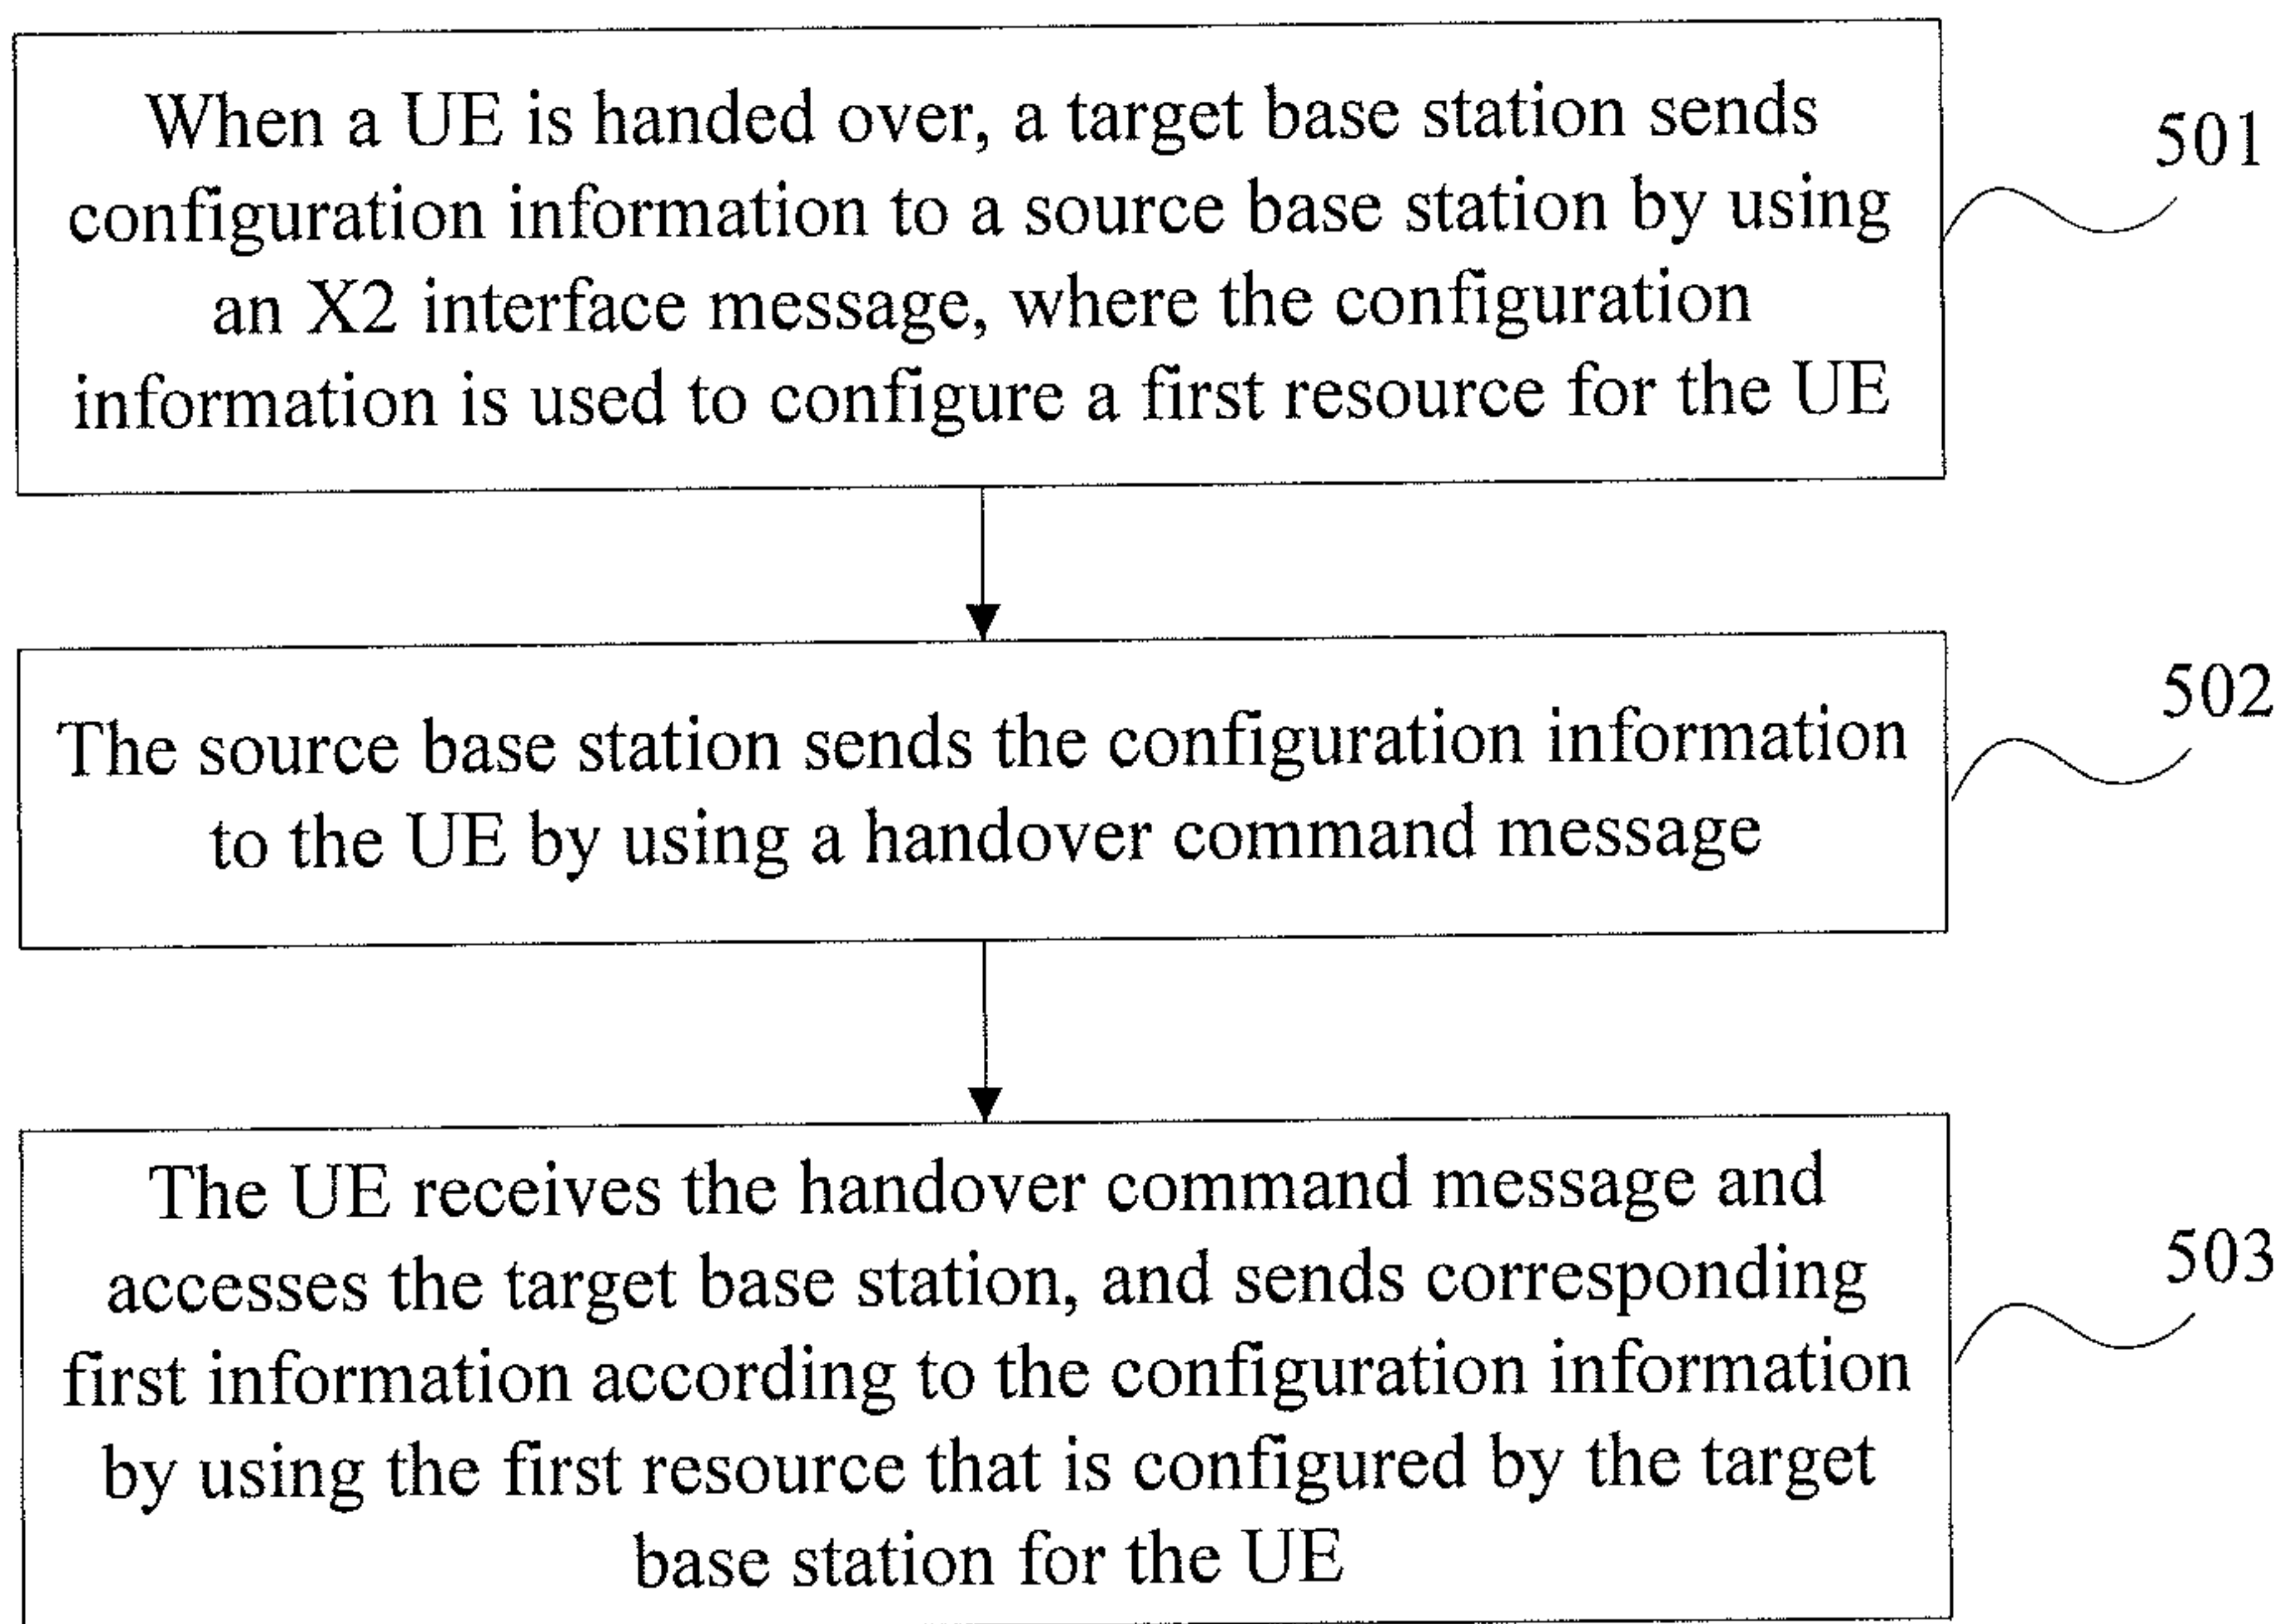 When a UE is handed over, a target base station sends
configuration information to a source base station by using
an X2 interface message, where the configuration
information is used to configure a first resource for the UE
501
The source base station sends the configuration information
to the UE by using a handover command message
502
The UE receives the handover command message and
accesses the target base station, and sends corresponding
first information according to the configuration information
by using the first resource that is configured by the target
base station for the UE
503